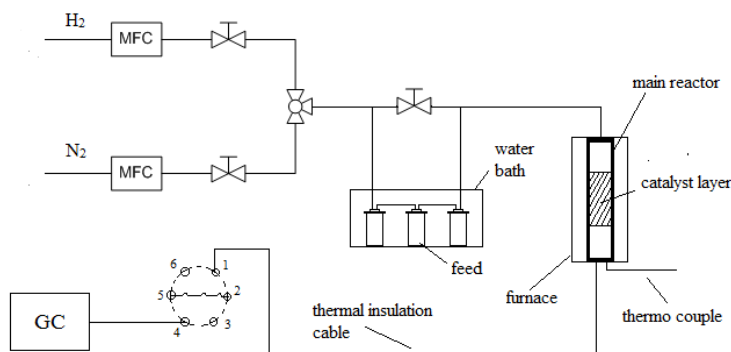 H2
MFC
N2
MFC
main reactor
water
bath
catalyst layer
feed
furnace
thermo couple
thermal insulation
cable
6
1
5
2
4
3
GC